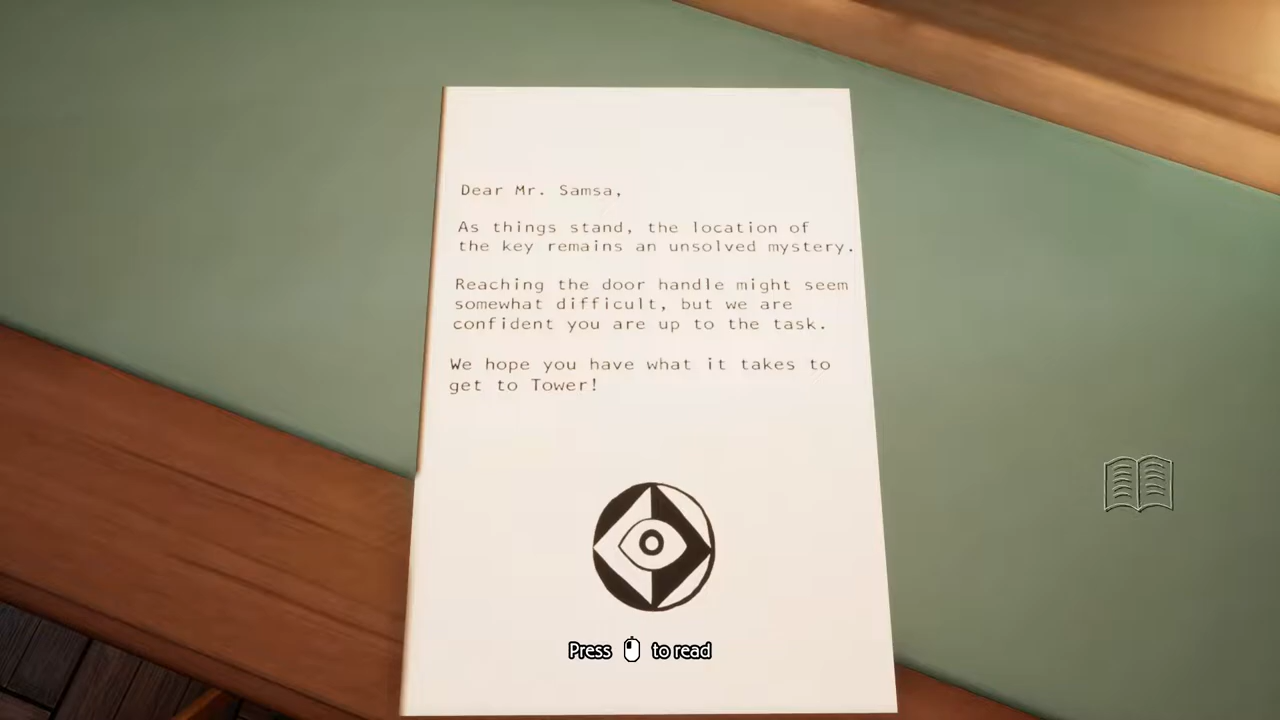 Dear Mr. Samsa,
As things stand, the location of
the key remains an unsolved mystery.
Reaching the door handle might seem
somewhat difficult, but we are
confident you are up to the task.
We hope you have what it takes to
get to Tower!
Press to read